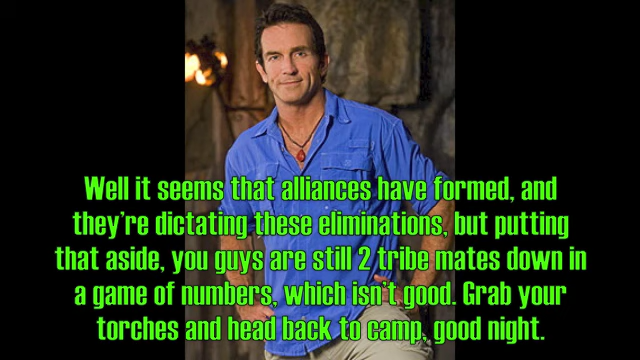 Well it seems that alliances have formed, and
they're dictating these eliminations, but putting
that aside, you guys are still 2 tribe mates down in
a game of numbers, which isn't good. Grab your
torches and head back to camp, good night.